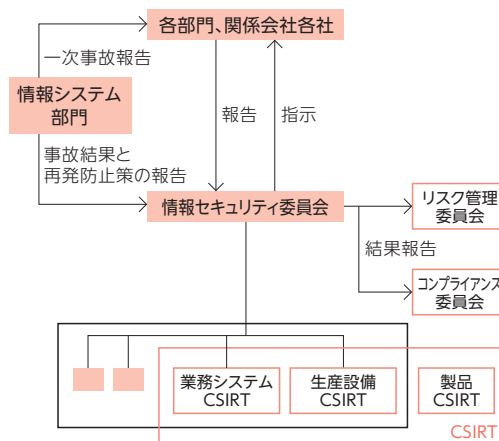 各部門、関係会社各社
一次事故報告
情報システム
部門
報告
指示
事故結果と
再発防止策の報告
情報セキュリティ委員会
リスク管理
委員会
結果報告
コンプライアンス
委員会
業務システム
CSIRT
生産設備
CSIRT
製品
CSIRT
CSIRT